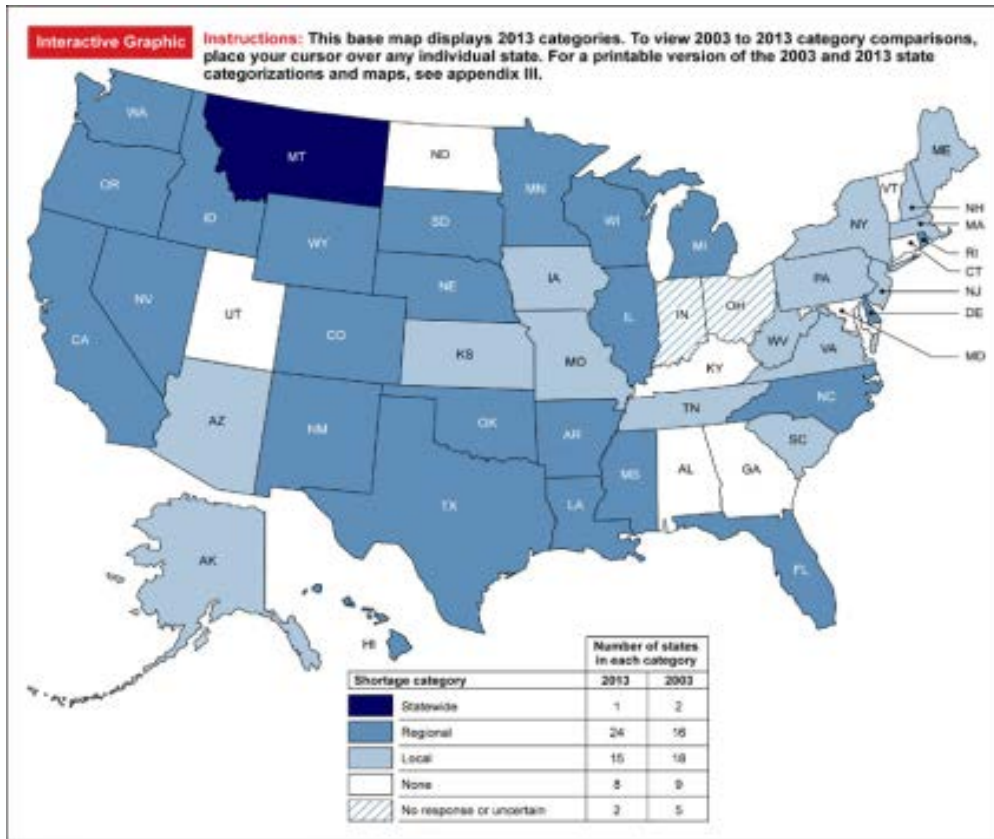 Interactive Graphic
Instructions: This base map displays 2013 categories. To view 2003 to 2013 category comparisons,
place your cursor over any individual state. For a printable version of the 2003 and 2013 state
categorizations and maps, see appendix III.
WA
MT
ND
MN
ME
VT
OR
ID
SD
WI
NY
NH
MA
WY
MI
RI
CT
IA
PA
NE
NJ
NV
UT
IL
IN
OH
DE
CA
CO
KS
MO
WV
VA
MD
KY
NC
TN
AZ
NM
OK
AR
SC
MS
AL
GA
TX
LA
AK
FL
HI
Number of states
in each category
Shortage category 2013 2003
Statewide 1 2
Regional 24 16
Local 15 18
None 8 9
No response or uncertain 2 5